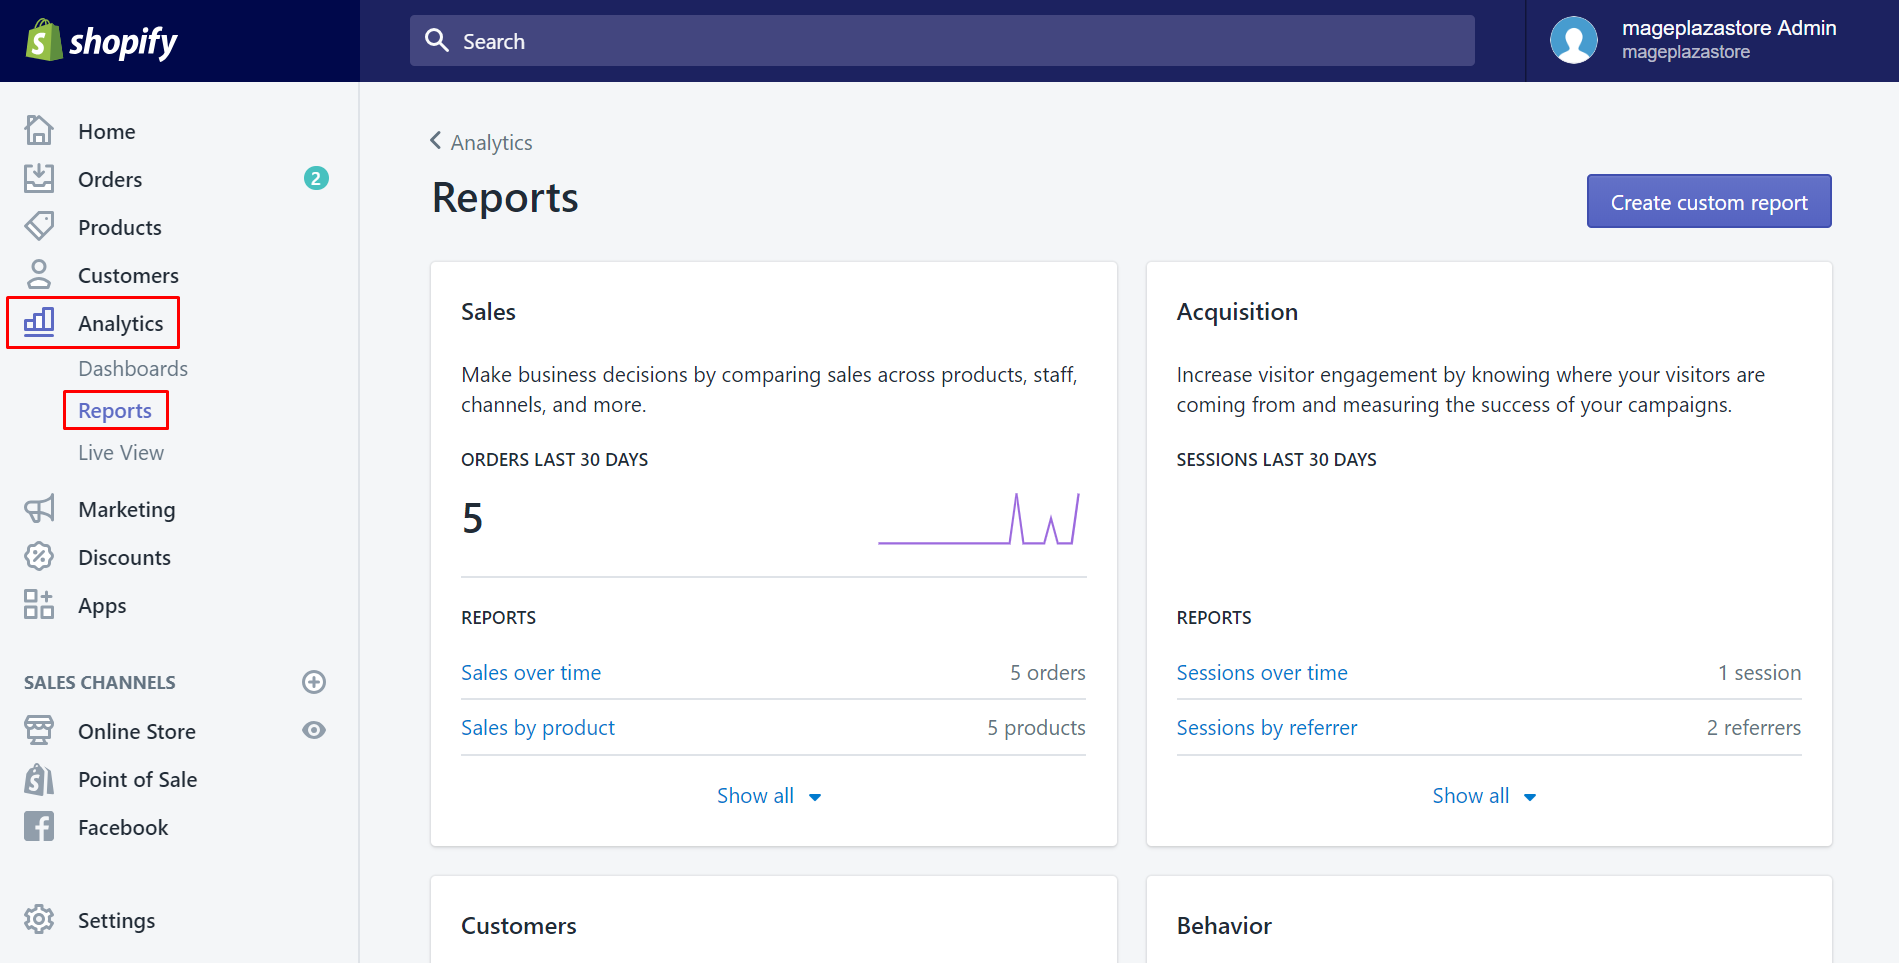 shopify
Search
mageplazastore Admin
mageplazastore
Home
Orders 2
Products
Customers
Analytics
Dashboards
Reports
Live View
Marketing
Discounts
Apps
SALES CHANNELS
Online Store
Point of Sale
Facebook
Settings
Analytics
Reports
Create custom report
Sales
Make business decisions by comparing sales across products, staff,
channels, and more.
ORDERS LAST 30 DAYS
5
REPORTS
Sales over time 5 orders
Sales by product 5 products
Show all
Acquisition
Increase visitor engagement by knowing where your visitors are
coming from and measuring the success of your campaigns.
SESSIONS LAST 30 DAYS
REPORTS
Sessions over time 1 session
Sessions by referrer 2 referrers
Show all
Customers
Behavior